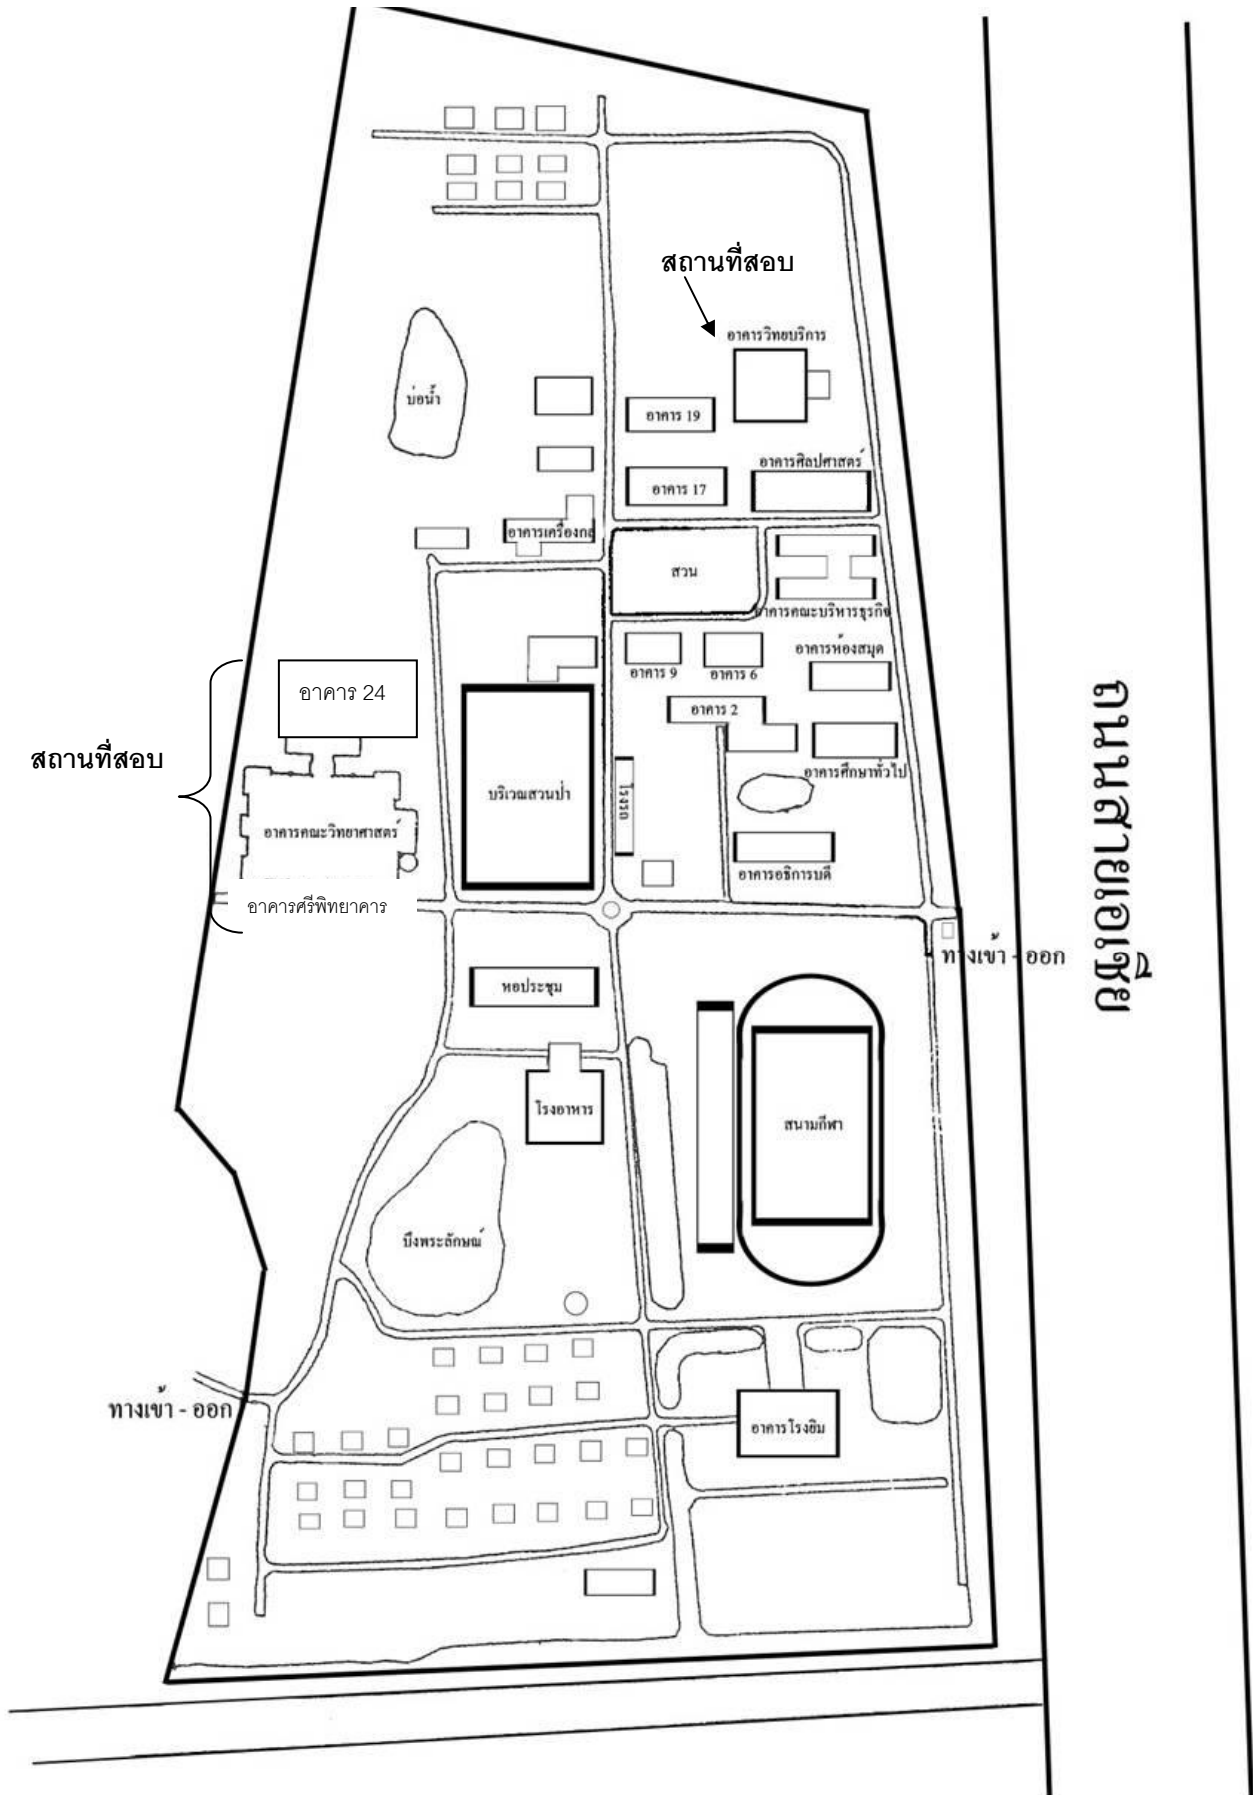 สถานที่สอบ
อาคารวิทยบริการ
บ่อน้ำ
อาคาร 19
อาคารศิลปศาสตร์
อาคาร 17
อาคารเครื่องกล
สวน
อาคารคณะบริหารธุรกิจ
อาคารห้องสมุด
อาคาร 9
อาคาร 6
อาคาร 24
อาคาร 2
สถานที่สอบ
อาคารศึกษาทั่วไป
บริเวณสวนป่า
โรงรถ
อาคารคณะวิทยาศาสตร์
อาคารอธิการบดี
อาคารศรีพิทยาคาร
ถนนสายเอเซีย
ทางเข้า - ออก
หอประชุม
โรงอาหาร
สนามกีฬา
บึงพระลักษณ์
ทางเข้า - ออก
อาคารโรงยิม